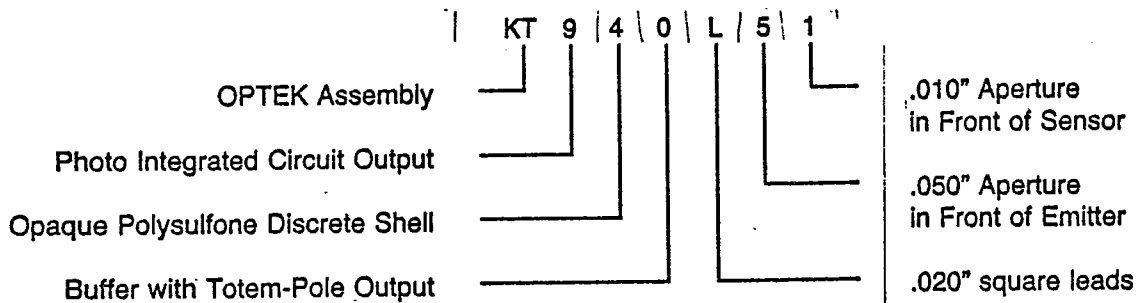 KT 9 4 0 L 5 1
OPTEK Assembly
Photo Integrated Circuit Output
Opaque Polysulfone Discrete Shell
Buffer with Totem-Pole Output
.010" Aperture
in Front of Sensor
.050" Aperture
in Front of Emitter
.020" square leads